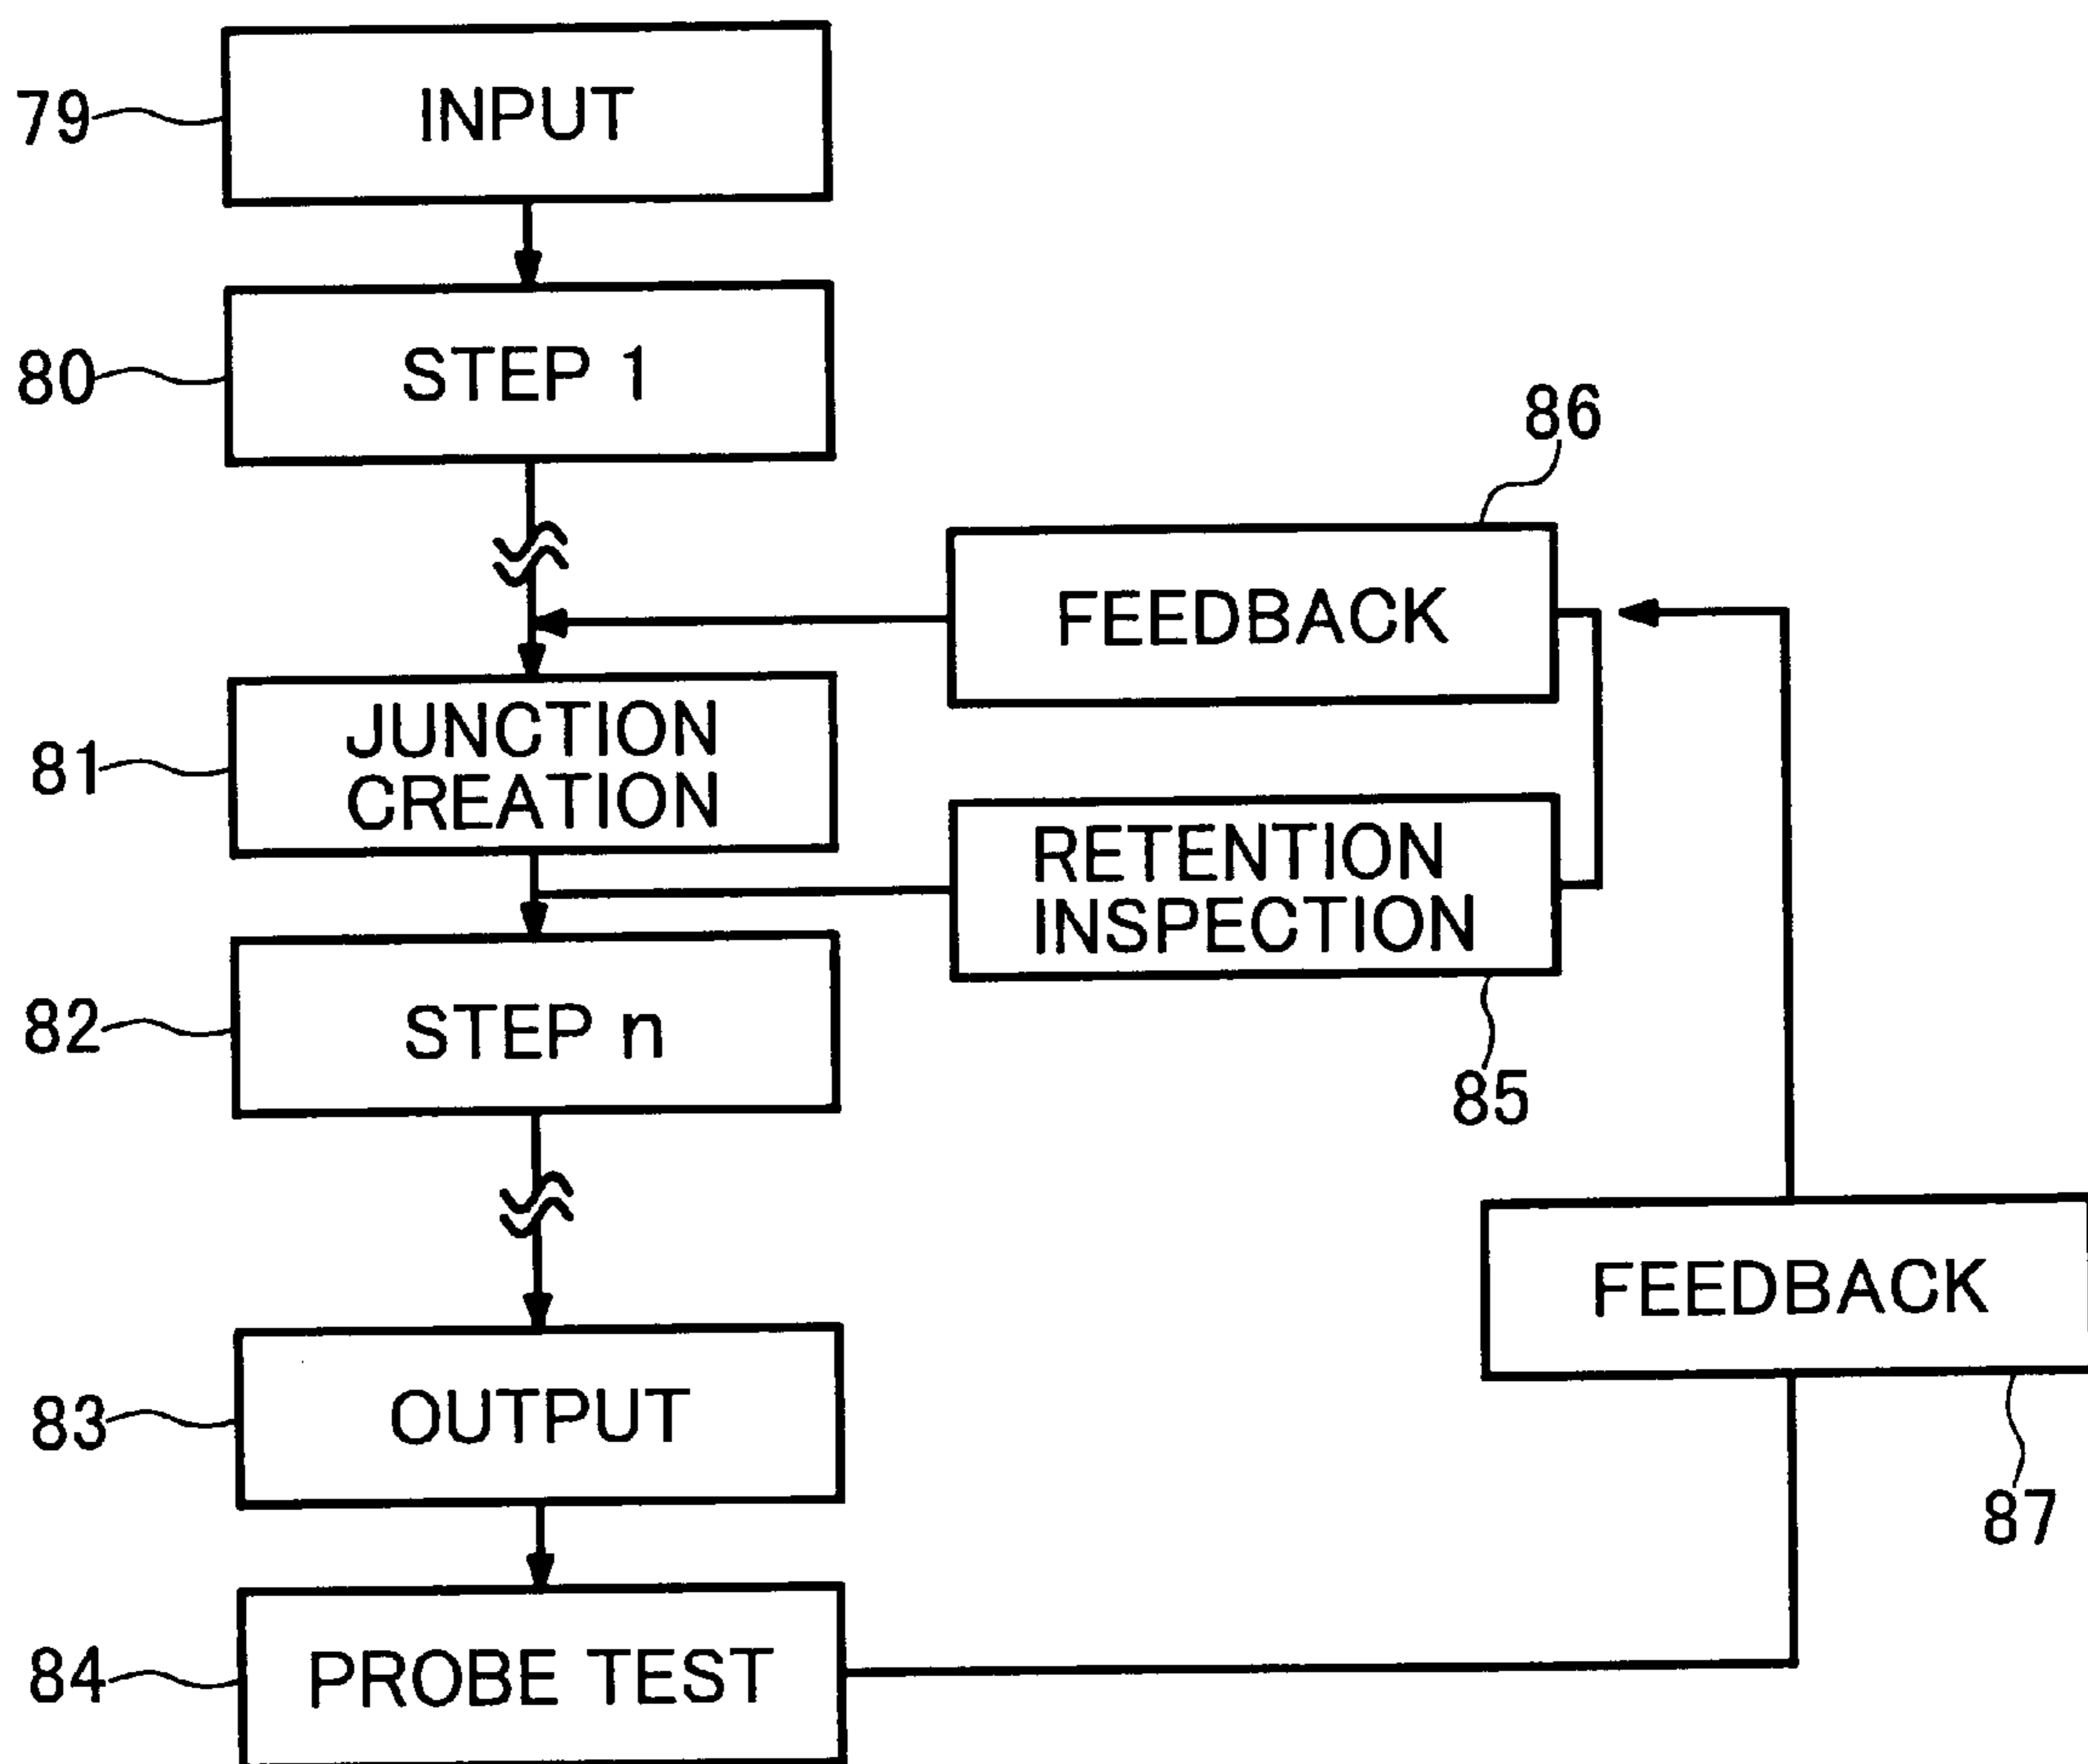 79
INPUT
80
STEP 1
86
FEEDBACK
81
JUNCTION
CREATION
RETENTION
INSPECTION
82
STEP n
85
FEEDBACK
83
OUTPUT
87
84
PROBE TEST